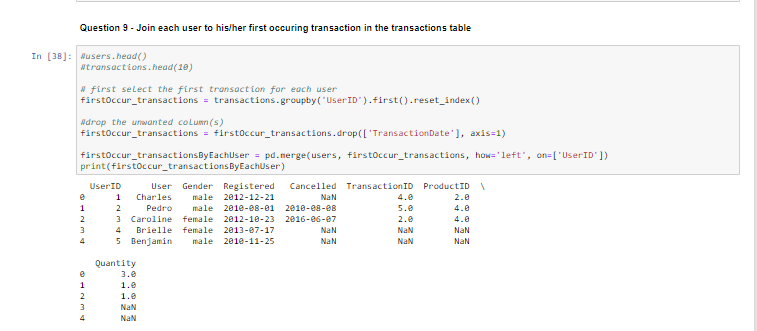 Question 9 - Join each user to his/her first occuring transaction in the transactions table
In [38]: #users.head()
#transactions.head(10)
# first select the first transaction for each user
firstOccur_transactions = transactions.groupby('UserID').first().reset_index()
#drop the unwanted column(s)
firstOccur_transactions = firstOccur_transactions.drop(['TransactionDate'], axis=1)
firstOccur_transactionsByEachUser = pd.merge(users, firstOccur_transactions, how='left', on=['UserID'])
print(firstOccur_transactionsByEachUser)
UserID User Gender Registered Cancelled TransactionID ProductID \
0 1 Charles male 2012-12-21 NaN 4.0 2.0
1 2 Pedro male 2010-08-01 2010-08-08 5.0 4.0
2 3 Caroline female 2012-10-23 2016-06-07 2.0 4.0
3 4 Brielle female 2013-07-17 NaN NaN NaN
4 5 Benjamin male 2010-11-25 NaN NaN NaN
Quantity
0 3.0
1 1.0
2 1.0
3 NaN
4 NaN